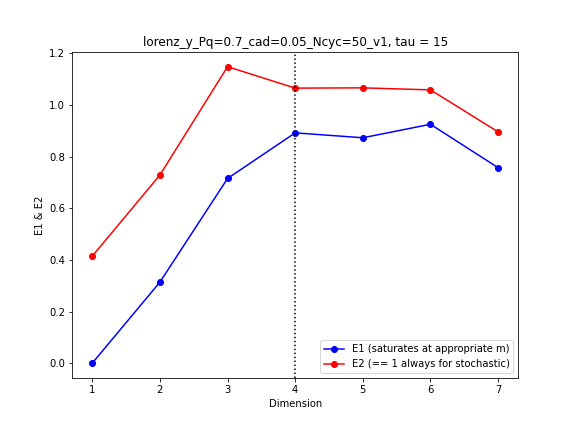 lorenz_y_Pq=0.7_cad=0.05_Ncyc=50_v1, tau = 15
1.2
1.0
0.8
0.6
0.4
0.2
0.0
E1 & E2
E1 (saturates at appropriate m)
E2 (== 1 always for stochastic)
1 2 3 4 5 6 7
Dimension